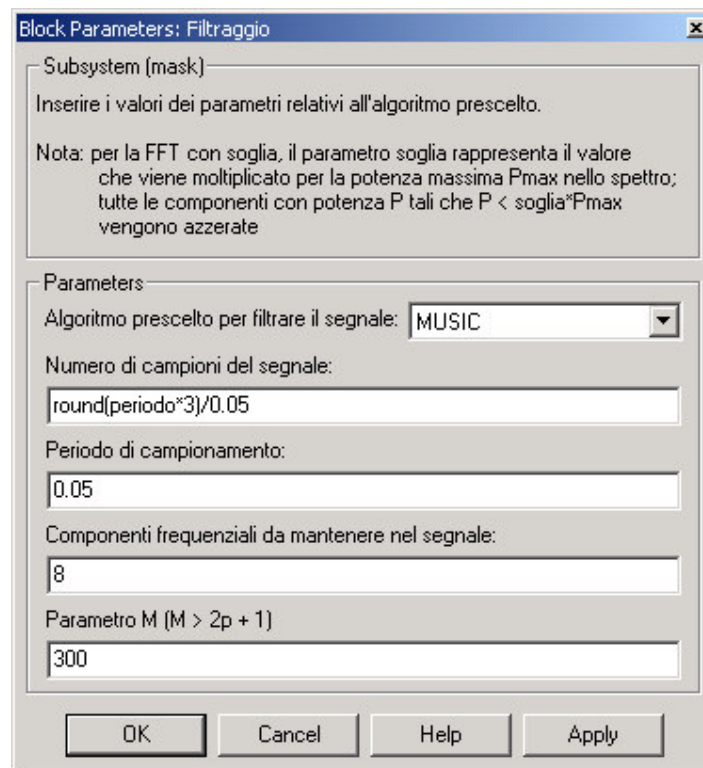 Block Parameters: Filtraggio
Subsystem (mask)
Inserire i valori dei parametri relativi all'algoritmo prescelto.
Nota: per la FFT con soglia, il parametro soglia rappresenta il valore
che viene moltiplicato per la potenza massima Pmax nello spettro;
tutte le componenti con potenza P tali che P < soglia*Pmax
vengono azzerate
Parameters
Algoritmo prescelto per filtrare il segnale: MUSIC
Numero di campioni del segnale:
round(periodo*3)/0.05
Periodo di campionamento:
0.05
Componenti frequenziali da mantenere nel segnale:
8
Parametro M (M > 2p + 1)
300
OK Cancel Help Apply